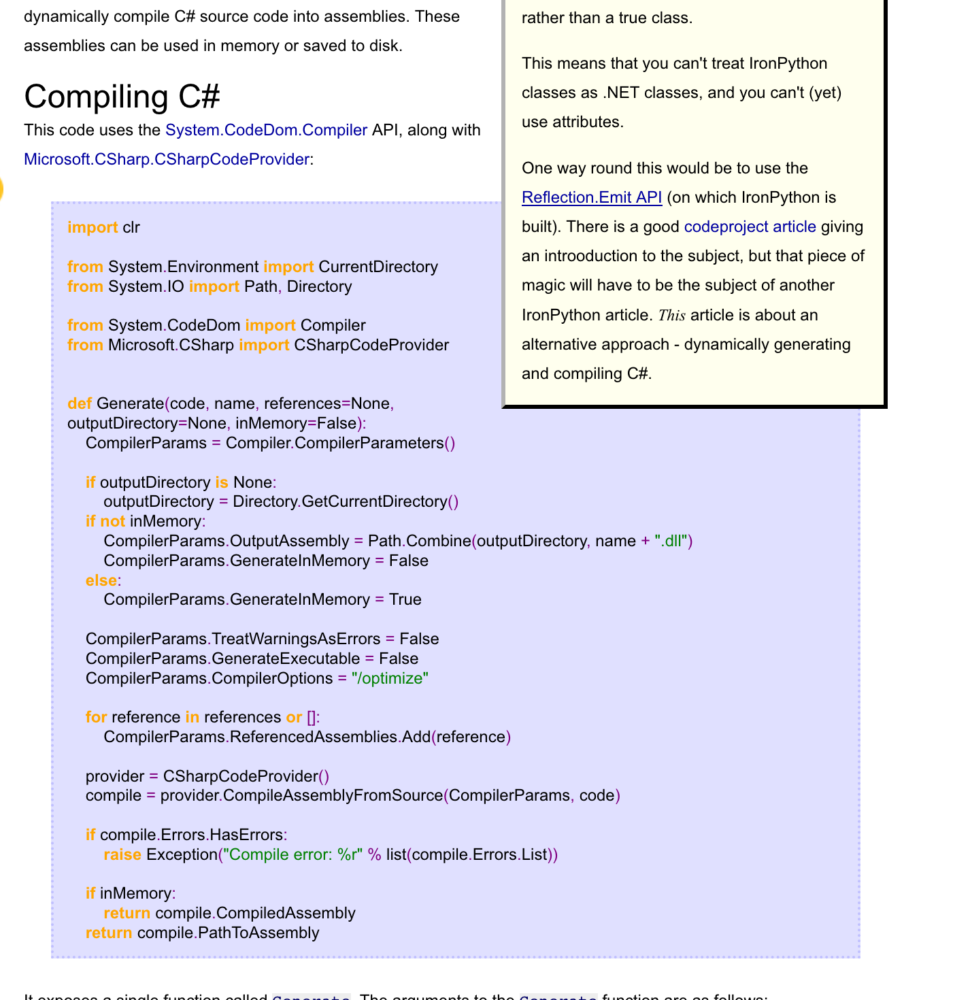 dynamically compile C# source code into assemblies. These
assemblies can be used in memory or saved to disk.
Compiling C#
This code uses the System.CodeDom.Compiler API, along with
Microsoft.CSharp.CSharpCodeProvider:
rather than a true class.
This means that you can't treat IronPython
classes as .NET classes, and you can't (yet)
use attributes.
One way round this would be to use the
Reflection.Emit API (on which IronPython is
built). There is a good codeproject article giving
an introoduction to the subject, but that piece of
magic will have to be the subject of another
IronPython article. This article is about an
alternative approach - dynamically generating
and compiling C#.
import clr
from System.Environment import CurrentDirectory
from System.IO import Path, Directory
from System.CodeDom import Compiler
from Microsoft.CSharp import CSharpCodeProvider
def Generate(code, name, references=None,
outputDirectory=None, inMemory=False):
    CompilerParams = Compiler.CompilerParameters()
    if outputDirectory is None:
        outputDirectory = Directory.GetCurrentDirectory()
    if not inMemory:
        CompilerParams.OutputAssembly = Path.Combine(outputDirectory, name + ".dll")
        CompilerParams.GenerateInMemory = False
    else:
        CompilerParams.GenerateInMemory = True
    CompilerParams.TreatWarningsAsErrors = False
    CompilerParams.GenerateExecutable = False
    CompilerParams.CompilerOptions = "/optimize"
    for reference in references or []:
        CompilerParams.ReferencedAssemblies.Add(reference)
    provider = CSharpCodeProvider()
    compile = provider.CompileAssemblyFromSource(CompilerParams, code)
    if compile.Errors.HasErrors:
        raise Exception("Compile error: %r" % list(compile.Errors.List))
    if inMemory:
        return compile.CompiledAssembly
    return compile.PathToAssembly
It exposes a single function called Generate. The arguments to the Generate function are as follows: